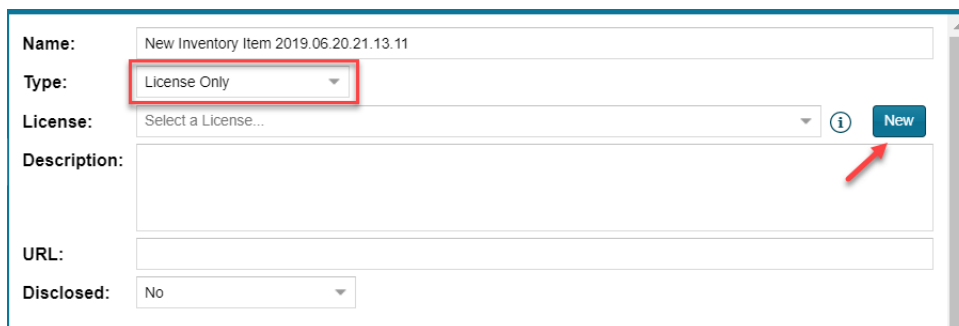 Name: New Inventory Item 2019.06.20.21.13.11
Type: License Only
License: Select a License... i New
Description:
URL:
Disclosed: No